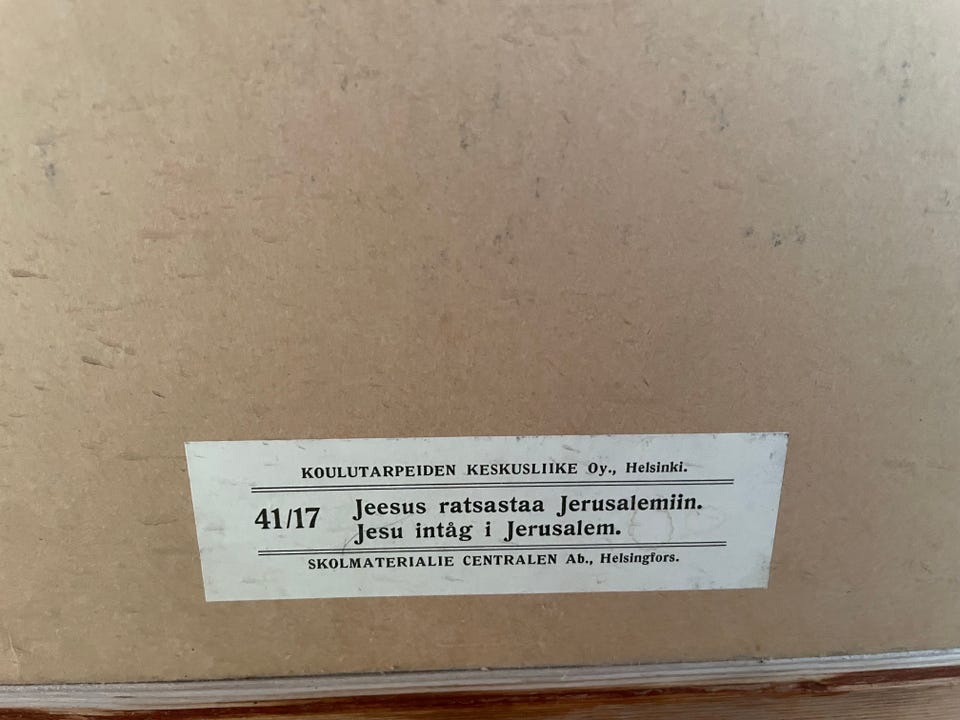 KOULUTARPEIDEN KESKUSLIIKE Oy., Helsinki.
41/17 Jeesus ratsastaa Jerusalemiin.
Jesu intåg i Jerusalem.
SKOLMATERIALIE CENTRALEN Ab., Helsingfors.